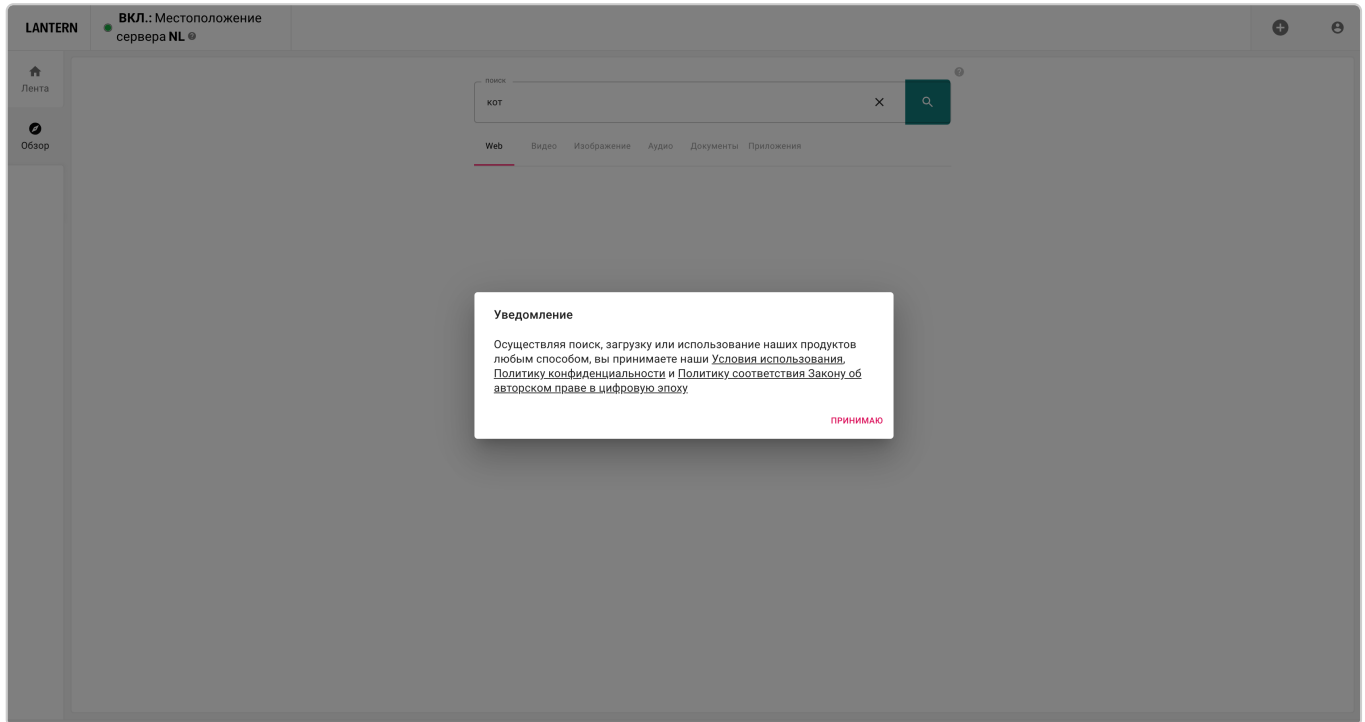 LANTERN
ВКЛ.: Местоположение
сервера NL
Лента
Обзор
поиск
кот
Web Видео Изображение Аудио Документы Приложения
Уведомление
Осуществляя поиск, загрузку или использование наших продуктов
любым способом, вы принимаете наши Условия использования,
Политику конфиденциальности и Политику соответствия Закону об
авторском праве в цифровую эпоху
ПРИНИМАЮ